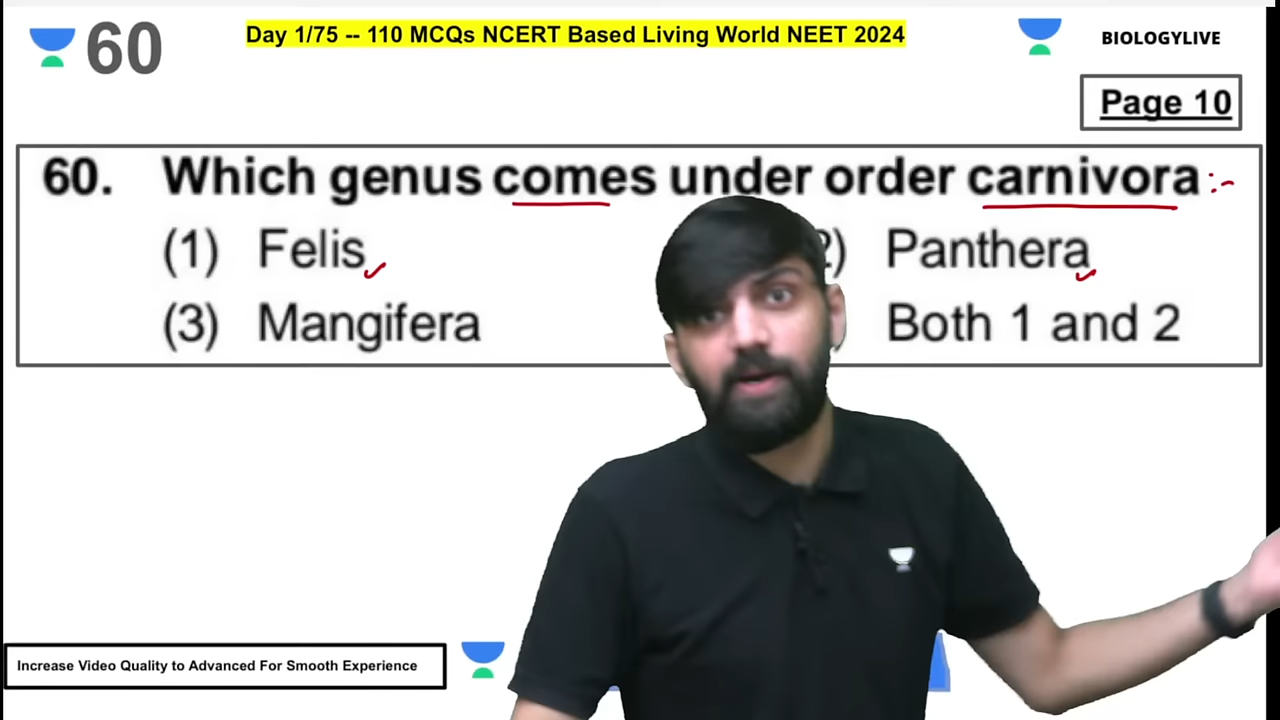 60
Day 1/75 -- 110 MCQs NCERT Based Living World NEET 2024
BIOLOGYLIVE
Page 10
60. Which genus comes under order carnivora :-
(1) Felis
2) Panthera
(3) Mangifera
) Both 1 and 2
Increase Video Quality to Advanced For Smooth Experience